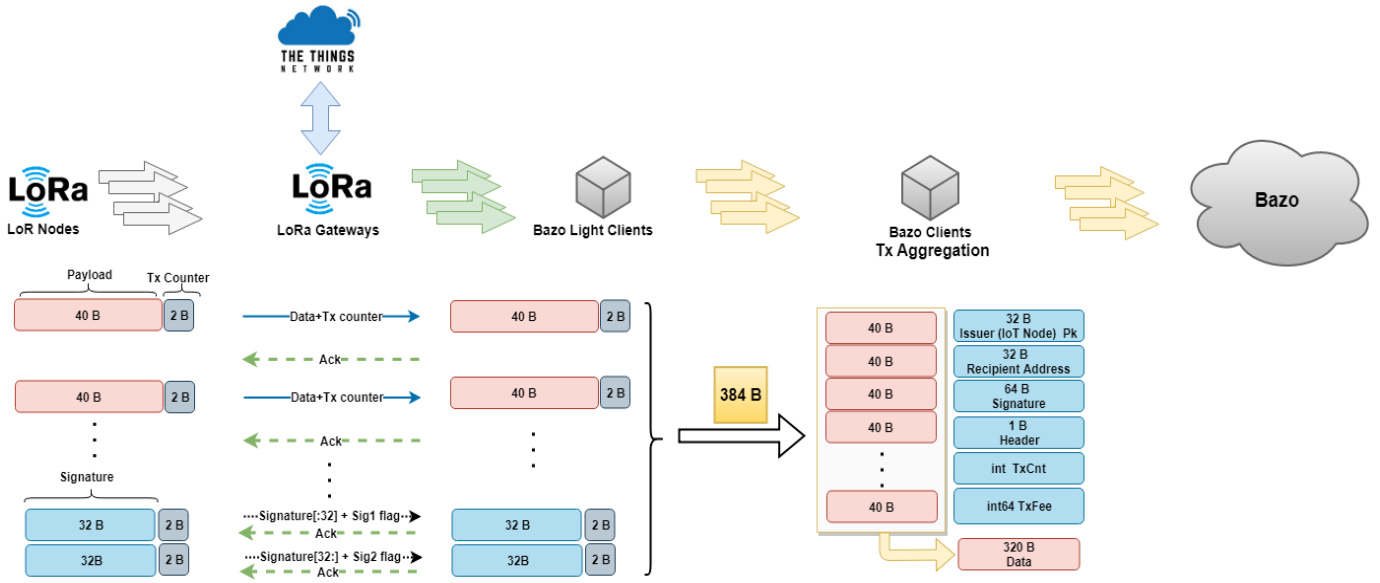 THE THINGS
NETWORK
LoRa
LoR Nodes
LoRa
LoRa Gateways
Bazo Light Clients
Bazo Clients
Tx Aggregation
Bazo
Payload
Tx Counter
40 B
2 B
Data+Tx counter
40 B
2 B
Ack
40 B
2 B
Data+Tx counter
40 B
2 B
Ack
Signature
32 B
2 B
Signature[:32] + Sig1 flag
Ack
32 B
2 B
32B
2 B
Signature[32:] + Sig2 flag
Ack
32B
2 B
384 B
40 B
40 B
40 B
40 B
40 B
32 B
Issuer (IoT Node) Pk
32 B
Recipient Address
64 B
Signature
1 B
Header
int TxCnt
int64 TxFee
320 B
Data